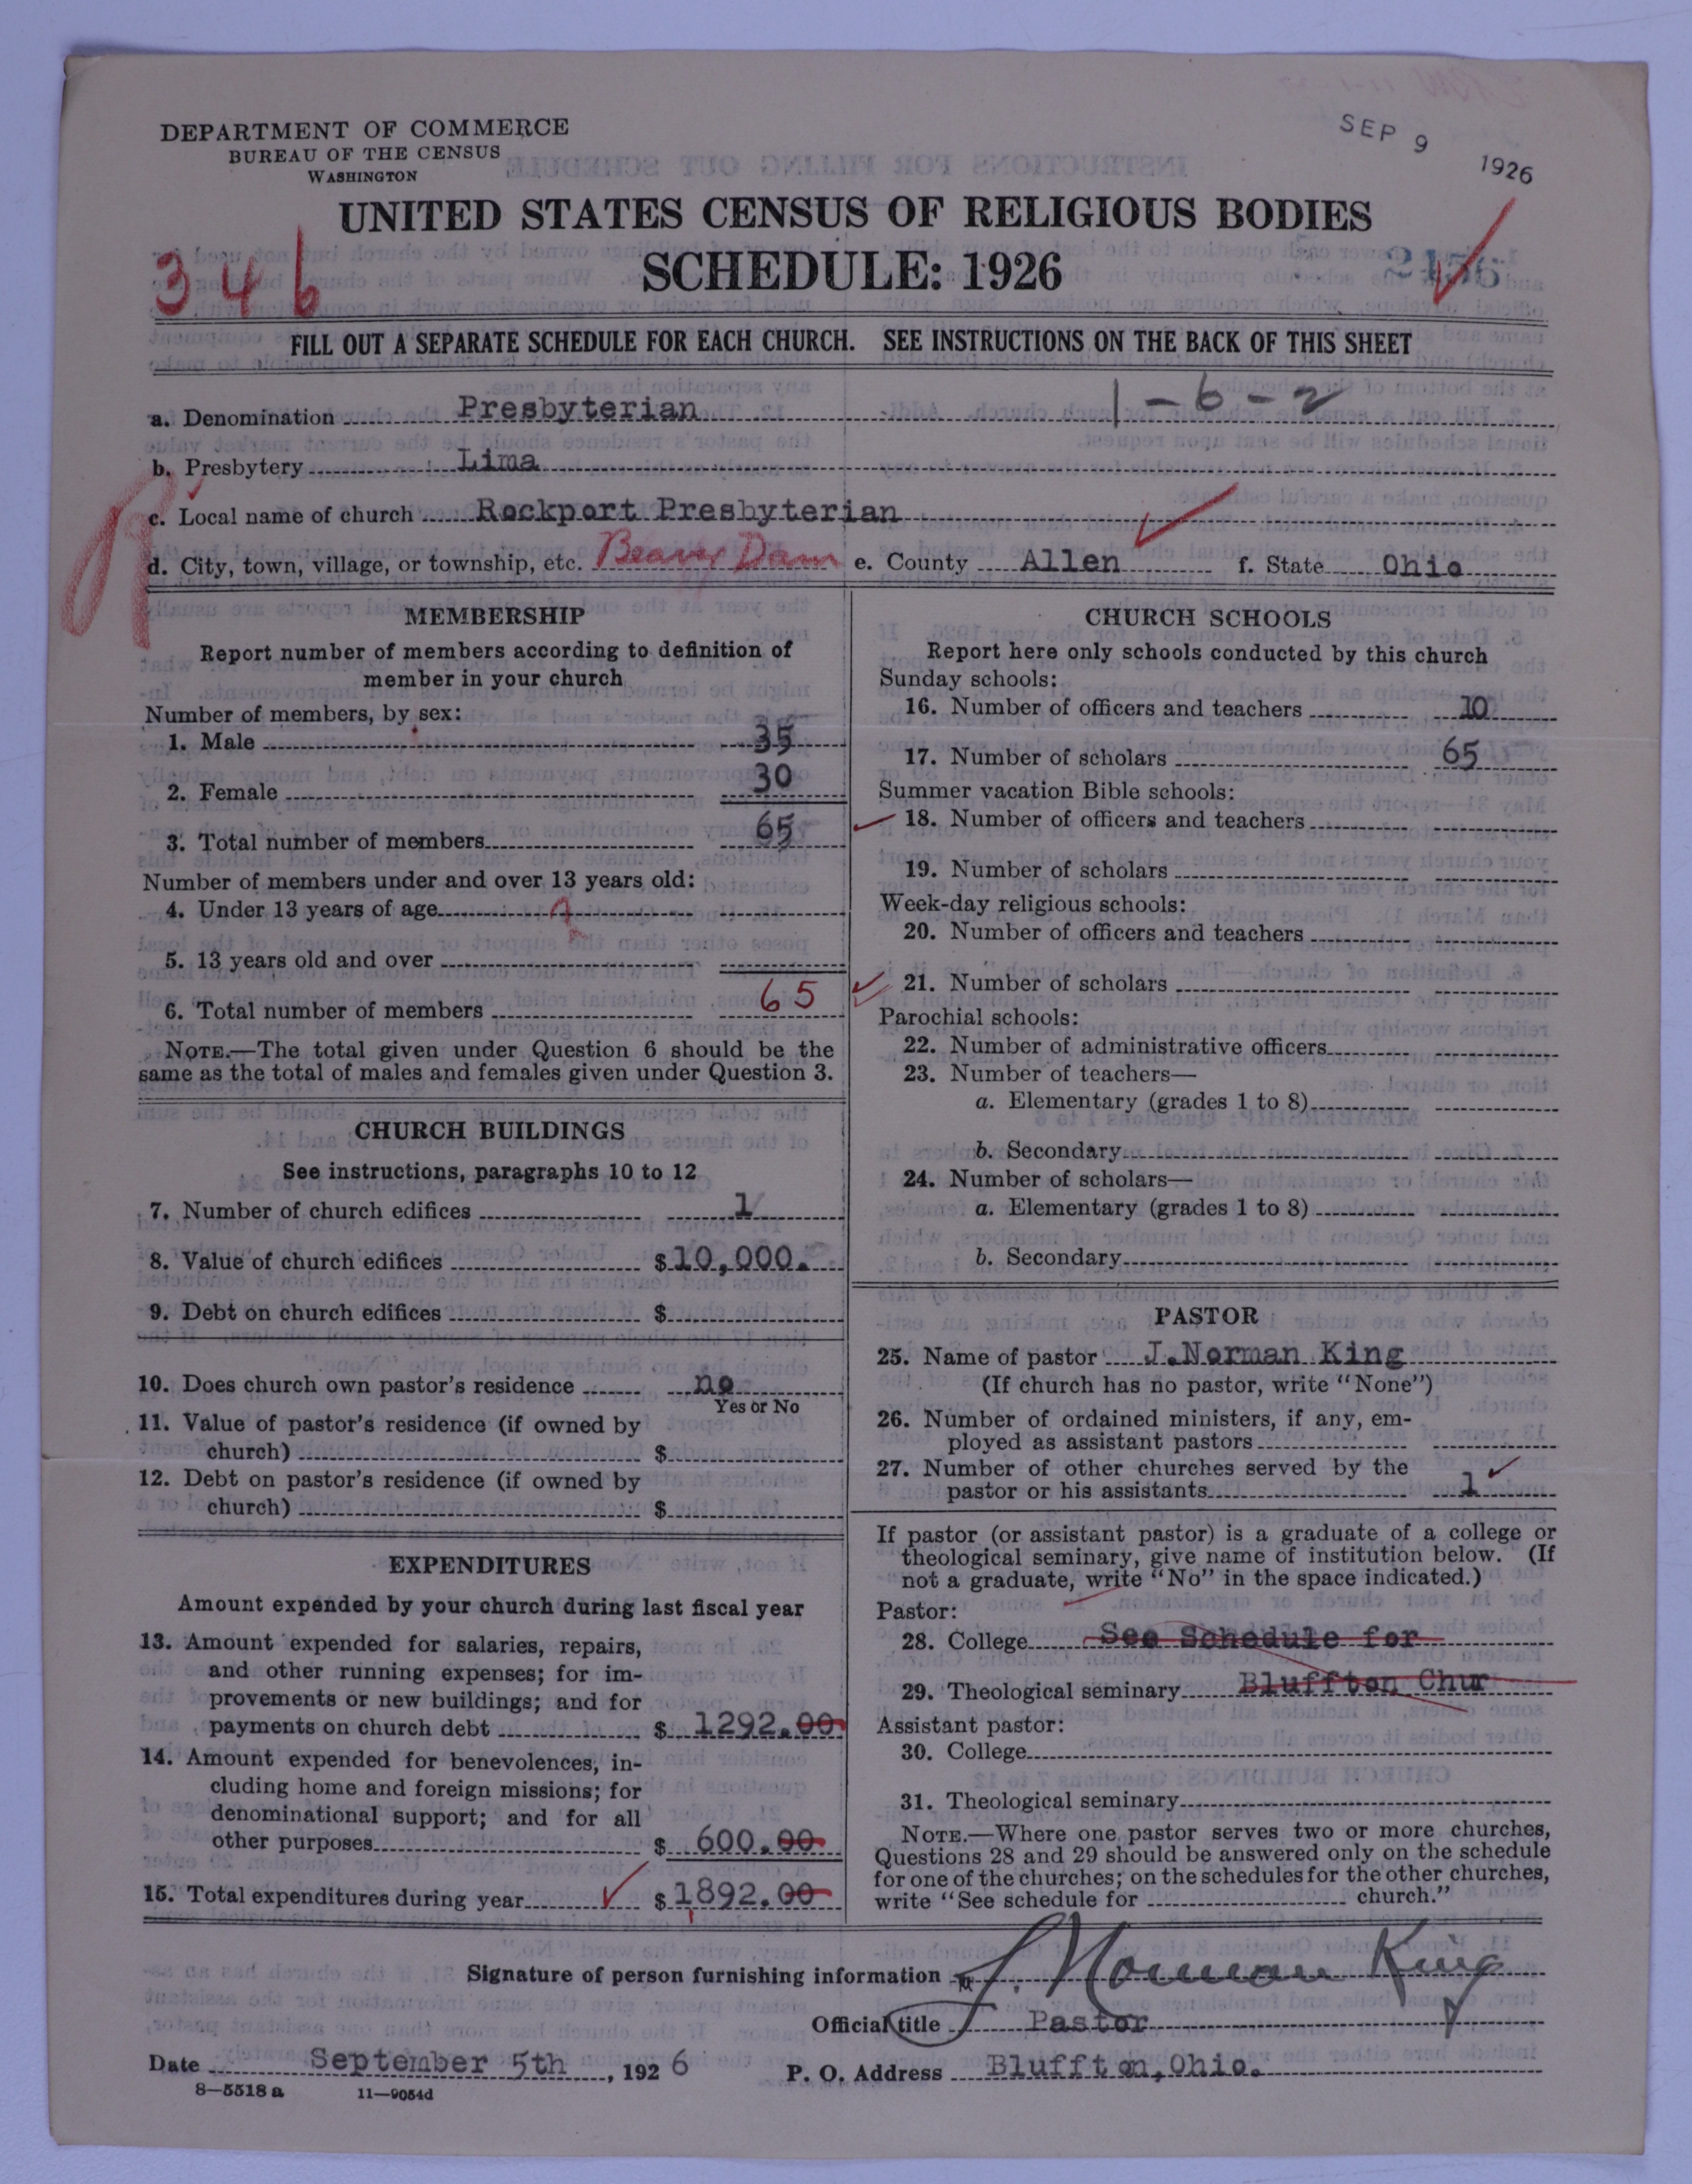 DEPARTMENT OF COMMERCE
BUREAU OF THE CENSUS
WASHINGTON
SEP 9 1926
UNITED STATES CENSUS OF RELIGIOUS BODIES
SCHEDULE: 1926
346
FILL OUT A SEPARATE SCHEDULE FOR EACH CHURCH. SEE INSTRUCTIONS ON THE BACK OF THIS SHEET
1-6-2
a. Denomination Presbyterian
b. Presbytery Lima
c. Local name of church Rockport Presbyterian
d. City, town, village, or township, etc. Beaver Dam e. County Allen f. State Ohio
R
MEMBERSHIP
Report number of members according to definition of
member in your church
Number of members, by sex:
1. Male 35
2. Female 30
3. Total number of members 65
Number of members under and over 13 years old:
4. Under 13 years of age
5. 13 years old and over
6. Total number of members 65
NOTE.—The total given under Question 6 should be the
same as the total of males and females given under Question 3.
CHURCH BUILDINGS
See instructions, paragraphs 10 to 12
7. Number of church edifices 1
8. Value of church edifices $10,000.
9. Debt on church edifices $
10. Does church own pastor's residence no
Yes or No
11. Value of pastor's residence (if owned by
church) $
12. Debt on pastor's residence (if owned by
church) $
EXPENDITURES
Amount expended by your church during last fiscal year
13. Amount expended for salaries, repairs,
and other running expenses; for im-
provements or new buildings; and for
payments on church debt $ 1292.00
14. Amount expended for benevolences, in-
cluding home and foreign missions; for
denominational support; and for all
other purposes $ 600.00
15. Total expenditures during year $1892.00
CHURCH SCHOOLS
Report here only schools conducted by this church
Sunday schools:
16. Number of officers and teachers 10
17. Number of scholars 65
Summer vacation Bible schools:
18. Number of officers and teachers
19. Number of scholars
Week-day religious schools:
20. Number of officers and teachers
21. Number of scholars
Parochial schools:
22. Number of administrative officers
23. Number of teachers—
a. Elementary (grades 1 to 8)
b. Secondary
24. Number of scholars—
a. Elementary (grades 1 to 8)
b. Secondary
PASTOR
25. Name of pastor J.Norman King
(If church has no pastor, write "None")
26. Number of ordained ministers, if any, em-
ployed as assistant pastors
27. Number of other churches served by the
pastor or his assistants 1
If pastor (or assistant pastor) is a graduate of a college or
theological seminary, give name of institution below. (If
not a graduate, write "No" in the space indicated.)
Pastor:
28. College See Schedule for
29. Theological seminary Bluffton Chur
Assistant pastor:
30. College
31. Theological seminary
NOTE.—Where one pastor serves two or more churches,
Questions 28 and 29 should be answered only on the schedule
for one of the churches; on the schedules for the other churches,
write "See schedule for church."
Signature of person furnishing information J. Norman King
Official title Pastor
Date September 5th, 1926 P. O. Address Bluffton,Ohio.
8—5518 a 11—9054d